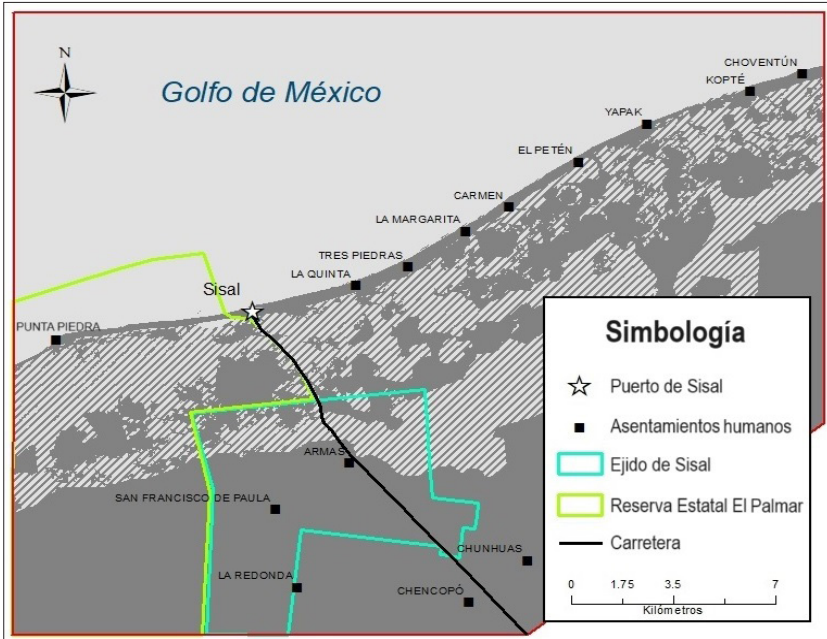 N
Golfo de México
CHOVENTÚN
KOPTÉ
YAPAK
EL PETÉN
CARMEN
LA MARGARITA
TRES PIEDRAS
LA QUINTA
Sisal
PUNTA PIEDRA
ARMAS
SAN FRANCISCO DE PAULA
CHUNHUAS
LA REDONDA
CHENCOPÓ
Simbología
Puerto de Sisal
Asentamientos humanos
Ejido de Sisal
Reserva Estatal El Palmar
Carretera
0 1.75 3.5 7
Kilómetros